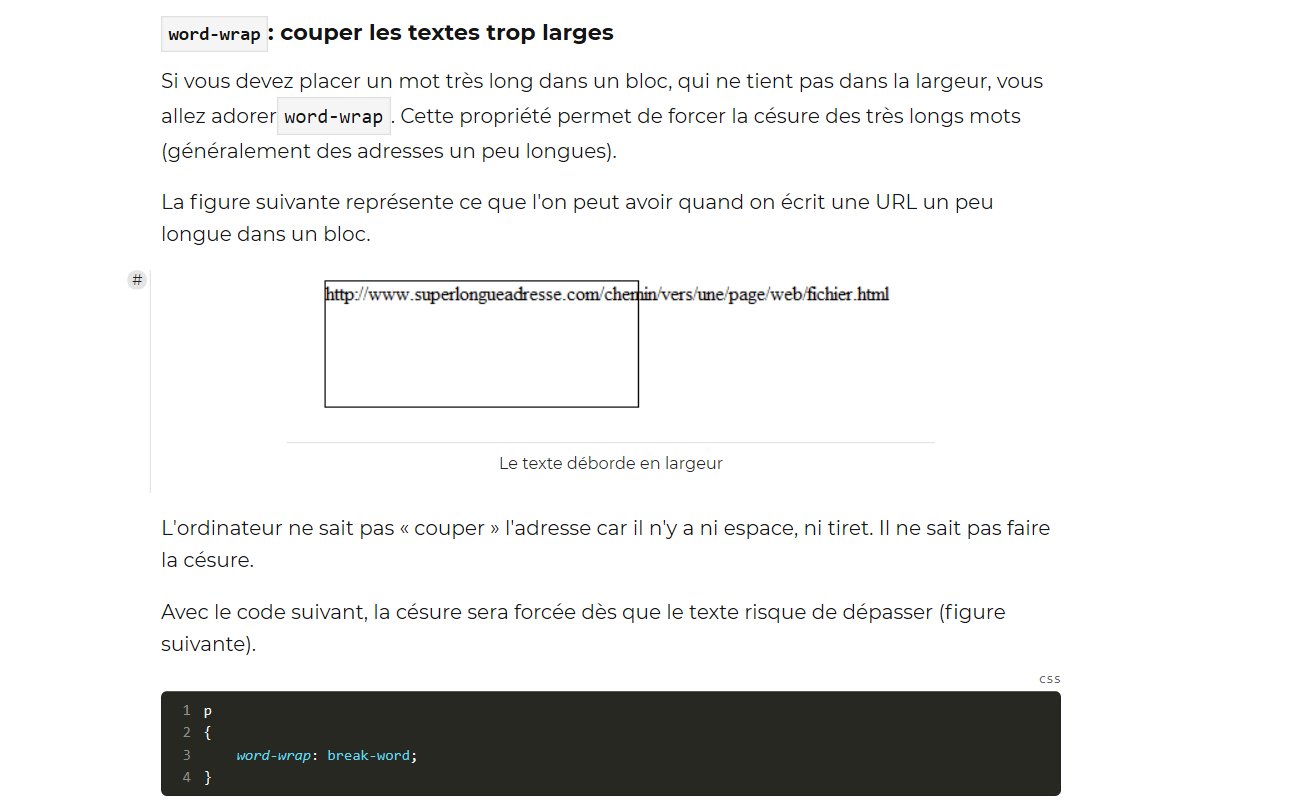 word-wrap : couper les textes trop larges
Si vous devez placer un mot très long dans un bloc, qui ne tient pas dans la largeur, vous
allez adorer word-wrap . Cette propriété permet de forcer la césure des très longs mots
(généralement des adresses un peu longues).
La figure suivante représente ce que l'on peut avoir quand on écrit une URL un peu
longue dans un bloc.
#
http://www.superlongueadresse.com/chemin/vers/une/page/web/fichier.html
Le texte déborde en largeur
L'ordinateur ne sait pas « couper » l'adresse car il n'y a ni espace, ni tiret. Il ne sait pas faire
la césure.
Avec le code suivant, la césure sera forcée dès que le texte risque de dépasser (figure
suivante).
css
1 p
2 {
3     word-wrap: break-word;
4 }